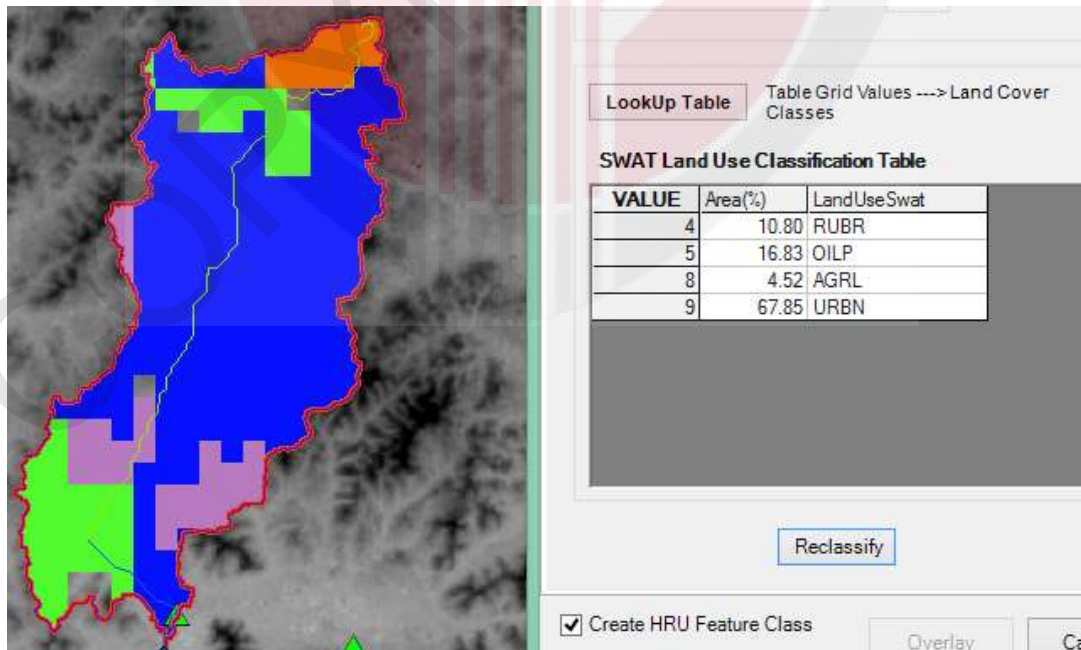 LookUp Table
Table Grid Values ---> Land Cover
Classes
SWAT Land Use Classification Table
VALUE Area(%) LandUseSwat
4 10.80 RUBR
5 16.83 OILP
8 4.52 AGRL
9 67.85 URBN
Reclassify
Create HRU Feature Class
Overlay
Ca